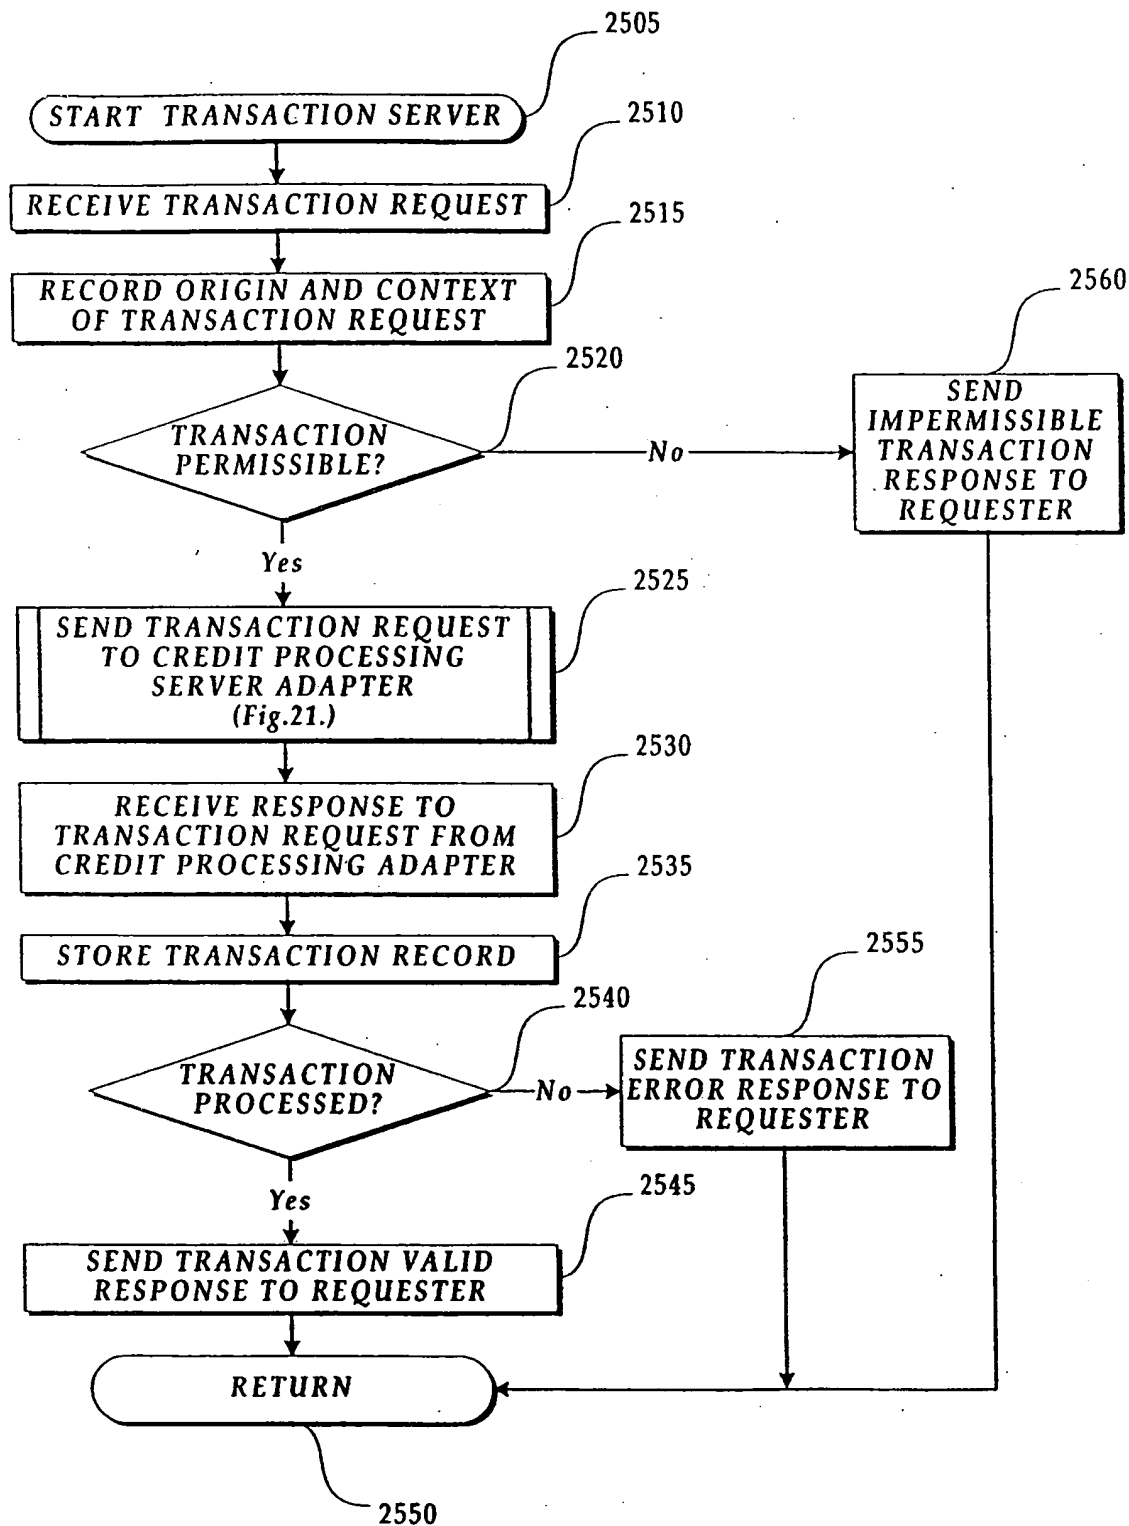 2505
START TRANSACTION SERVER
2510
RECEIVE TRANSACTION REQUEST
2515
RECORD ORIGIN AND CONTEXT
OF TRANSACTION REQUEST
2520
2560
TRANSACTION
PERMISSIBLE?
No
SEND
IMPERMISSIBLE
TRANSACTION
RESPONSE TO
REQUESTER
Yes
2525
SEND TRANSACTION REQUEST
TO CREDIT PROCESSING
SERVER ADAPTER
(Fig.21.)
2530
RECEIVE RESPONSE TO
TRANSACTION REQUEST FROM
CREDIT PROCESSING ADAPTER
2535
STORE TRANSACTION RECORD
2555
2540
TRANSACTION
PROCESSED?
No
SEND TRANSACTION
ERROR RESPONSE TO
REQUESTER
Yes
2545
SEND TRANSACTION VALID
RESPONSE TO REQUESTER
RETURN
2550